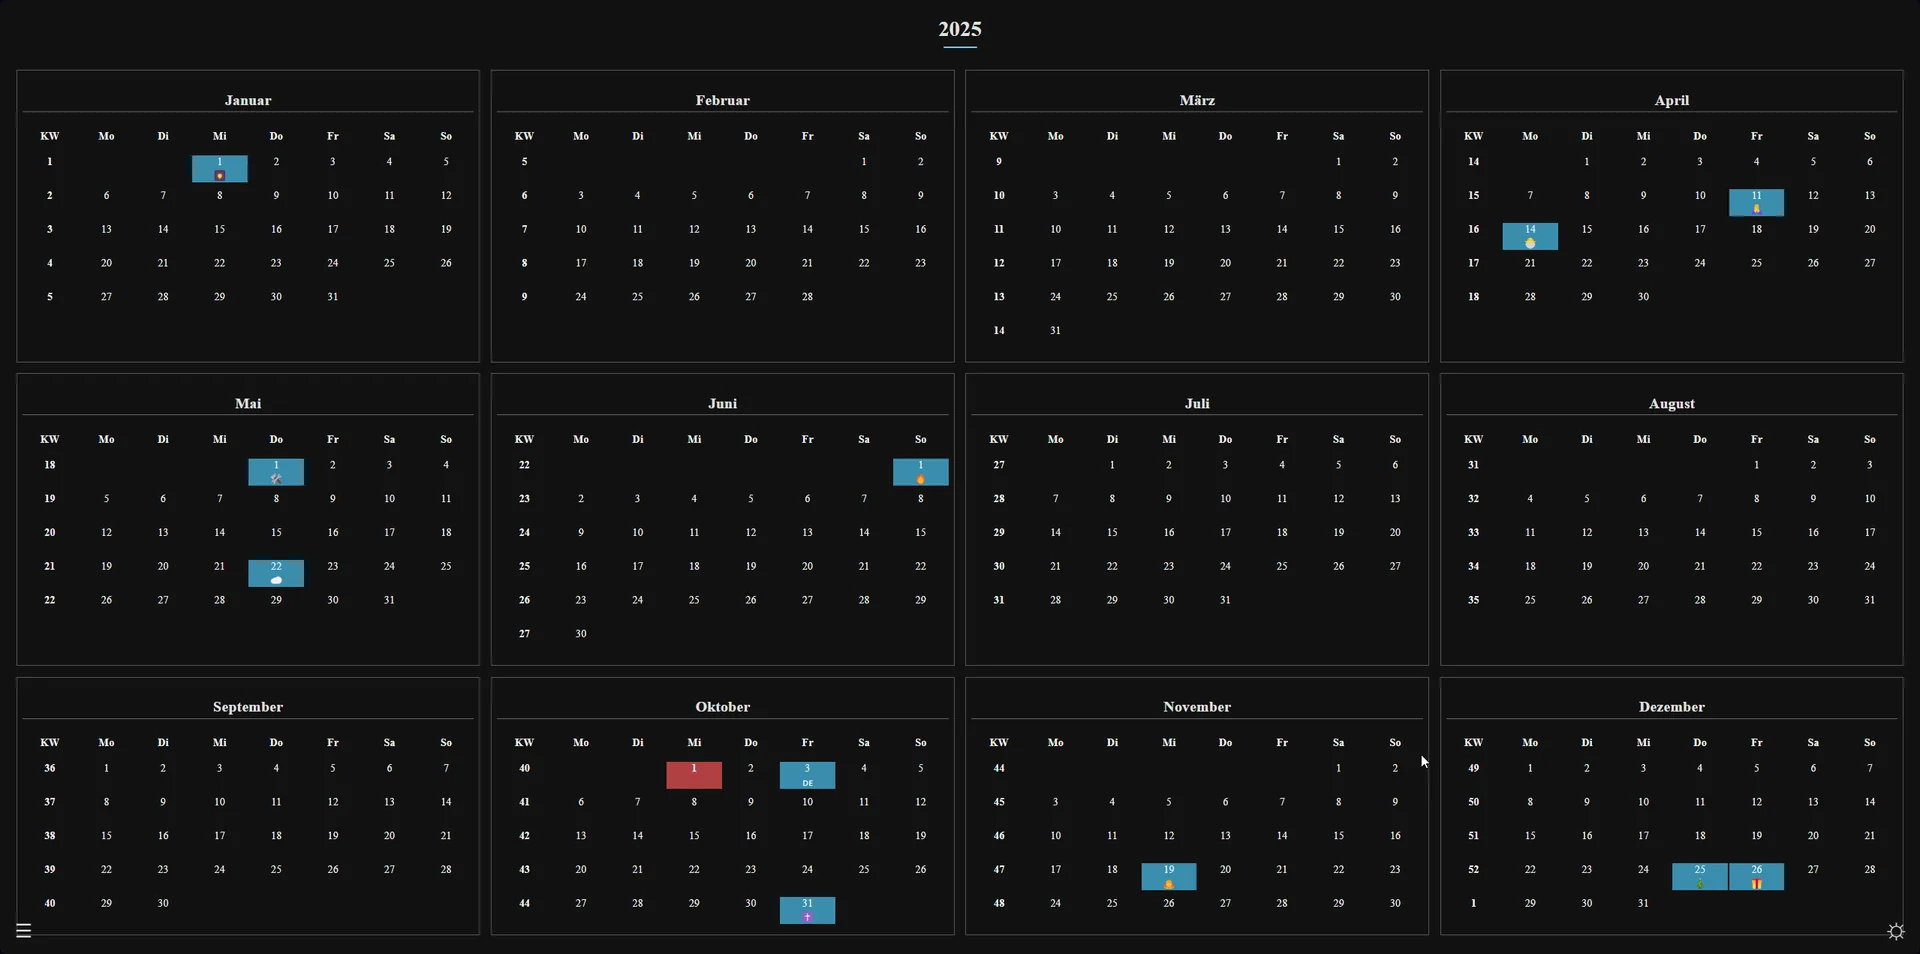 2025
Januar
KW Mo Di Mi Do Fr Sa So
1 1 2 3 4 5
2 6 7 8 9 10 11 12
3 13 14 15 16 17 18 19
4 20 21 22 23 24 25 26
5 27 28 29 30 31
Februar
KW Mo Di Mi Do Fr Sa So
5 1 2
6 3 4 5 6 7 8 9
7 10 11 12 13 14 15 16
8 17 18 19 20 21 22 23
9 24 25 26 27 28
März
KW Mo Di Mi Do Fr Sa So
9 1 2
10 3 4 5 6 7 8 9
11 10 11 12 13 14 15 16
12 17 18 19 20 21 22 23
13 24 25 26 27 28 29 30
14 31
April
KW Mo Di Mi Do Fr Sa So
14 1 2 3 4 5 6
15 7 8 9 10 11 12 13
16 14 15 16 17 18 19 20
17 21 22 23 24 25 26 27
18 28 29 30
Mai
KW Mo Di Mi Do Fr Sa So
18 1 2 3 4
19 5 6 7 8 9 10 11
20 12 13 14 15 16 17 18
21 19 20 21 22 23 24 25
22 26 27 28 29 30 31
Juni
KW Mo Di Mi Do Fr Sa So
22 1
23 2 3 4 5 6 7 8
24 9 10 11 12 13 14 15
25 16 17 18 19 20 21 22
26 23 24 25 26 27 28 29
27 30
Juli
KW Mo Di Mi Do Fr Sa So
27 1 2 3 4 5 6
28 7 8 9 10 11 12 13
29 14 15 16 17 18 19 20
30 21 22 23 24 25 26 27
31 28 29 30 31
August
KW Mo Di Mi Do Fr Sa So
31 1 2 3
32 4 5 6 7 8 9 10
33 11 12 13 14 15 16 17
34 18 19 20 21 22 23 24
35 25 26 27 28 29 30 31
September
KW Mo Di Mi Do Fr Sa So
36 1 2 3 4 5 6 7
37 8 9 10 11 12 13 14
38 15 16 17 18 19 20 21
39 22 23 24 25 26 27 28
40 29 30
Oktober
KW Mo Di Mi Do Fr Sa So
40 1 2 3 4 5
DE
41 6 7 8 9 10 11 12
42 13 14 15 16 17 18 19
43 20 21 22 23 24 25 26
44 27 28 29 30 31
November
KW Mo Di Mi Do Fr Sa So
44 1 2
45 3 4 5 6 7 8 9
46 10 11 12 13 14 15 16
47 17 18 19 20 21 22 23
48 24 25 26 27 28 29 30
Dezember
KW Mo Di Mi Do Fr Sa So
49 1 2 3 4 5 6 7
50 8 9 10 11 12 13 14
51 15 16 17 18 19 20 21
52 22 23 24 25 26 27 28
1 29 30 31